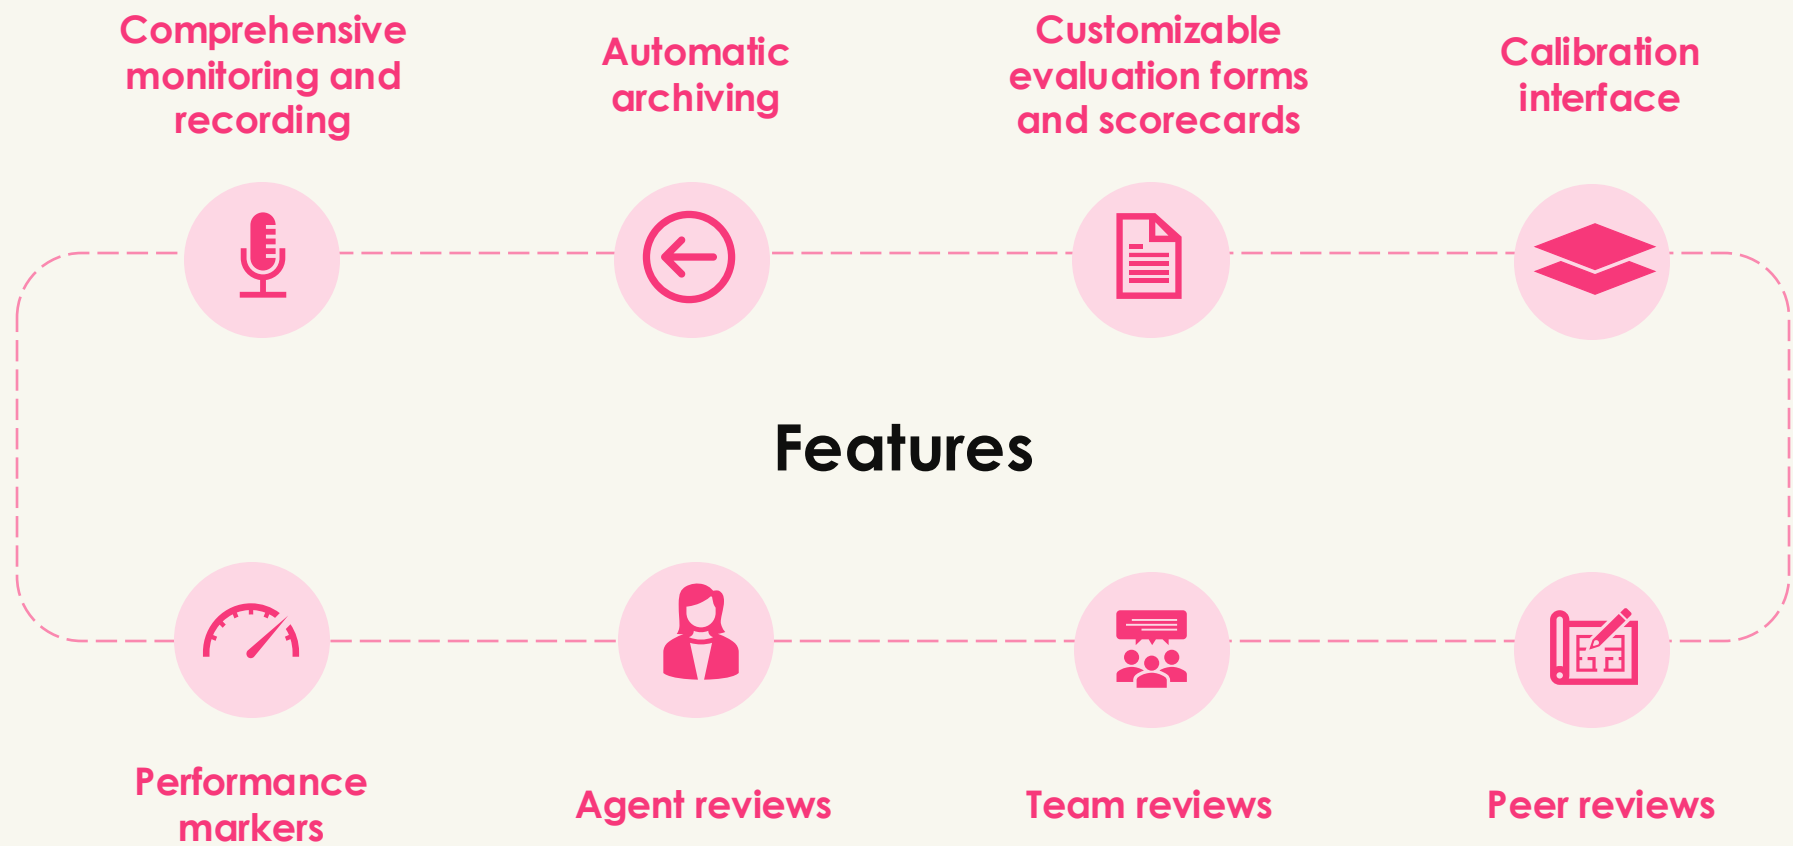 Comprehensive
monitoring and
recording
Automatic
archiving
Customizable
evaluation forms
and scorecards
Calibration
interface
Features
Performance
markers
Agent reviews
Team reviews
Peer reviews